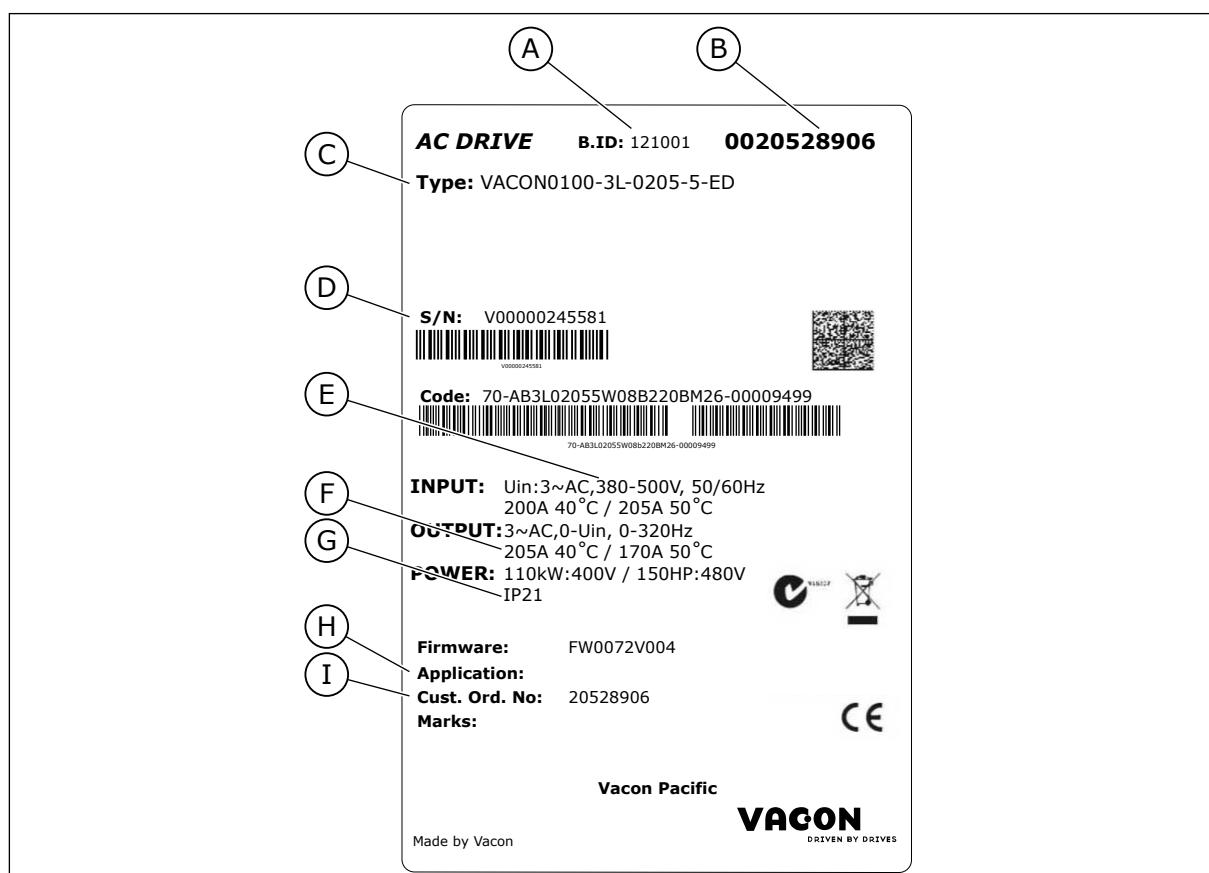 A
B
AC DRIVE B.ID: 121001 0020528906
C
Type: VACON0100-3L-0205-5-ED
D
S/N: V00000245581
V00000245581
E
Code: 70-AB3L02055W08B220BM26-00009499
70-AB3L02055W08b220BM26-00009499
INPUT: Uin:3~AC,380-500V, 50/60Hz
F
200A 40°C / 205A 50°C
OUTPUT:3~AC,0-Uin, 0-320Hz
G
205A 40°C / 170A 50°C
POWER: 110kW:400V / 150HP:480V
IP21
H
Firmware: FW0072V004
Application:
I
Cust. Ord. No: 20528906
Marks:
CE
Vacon Pacific
VACON
DRIVEN BY DRIVES
Made by Vacon